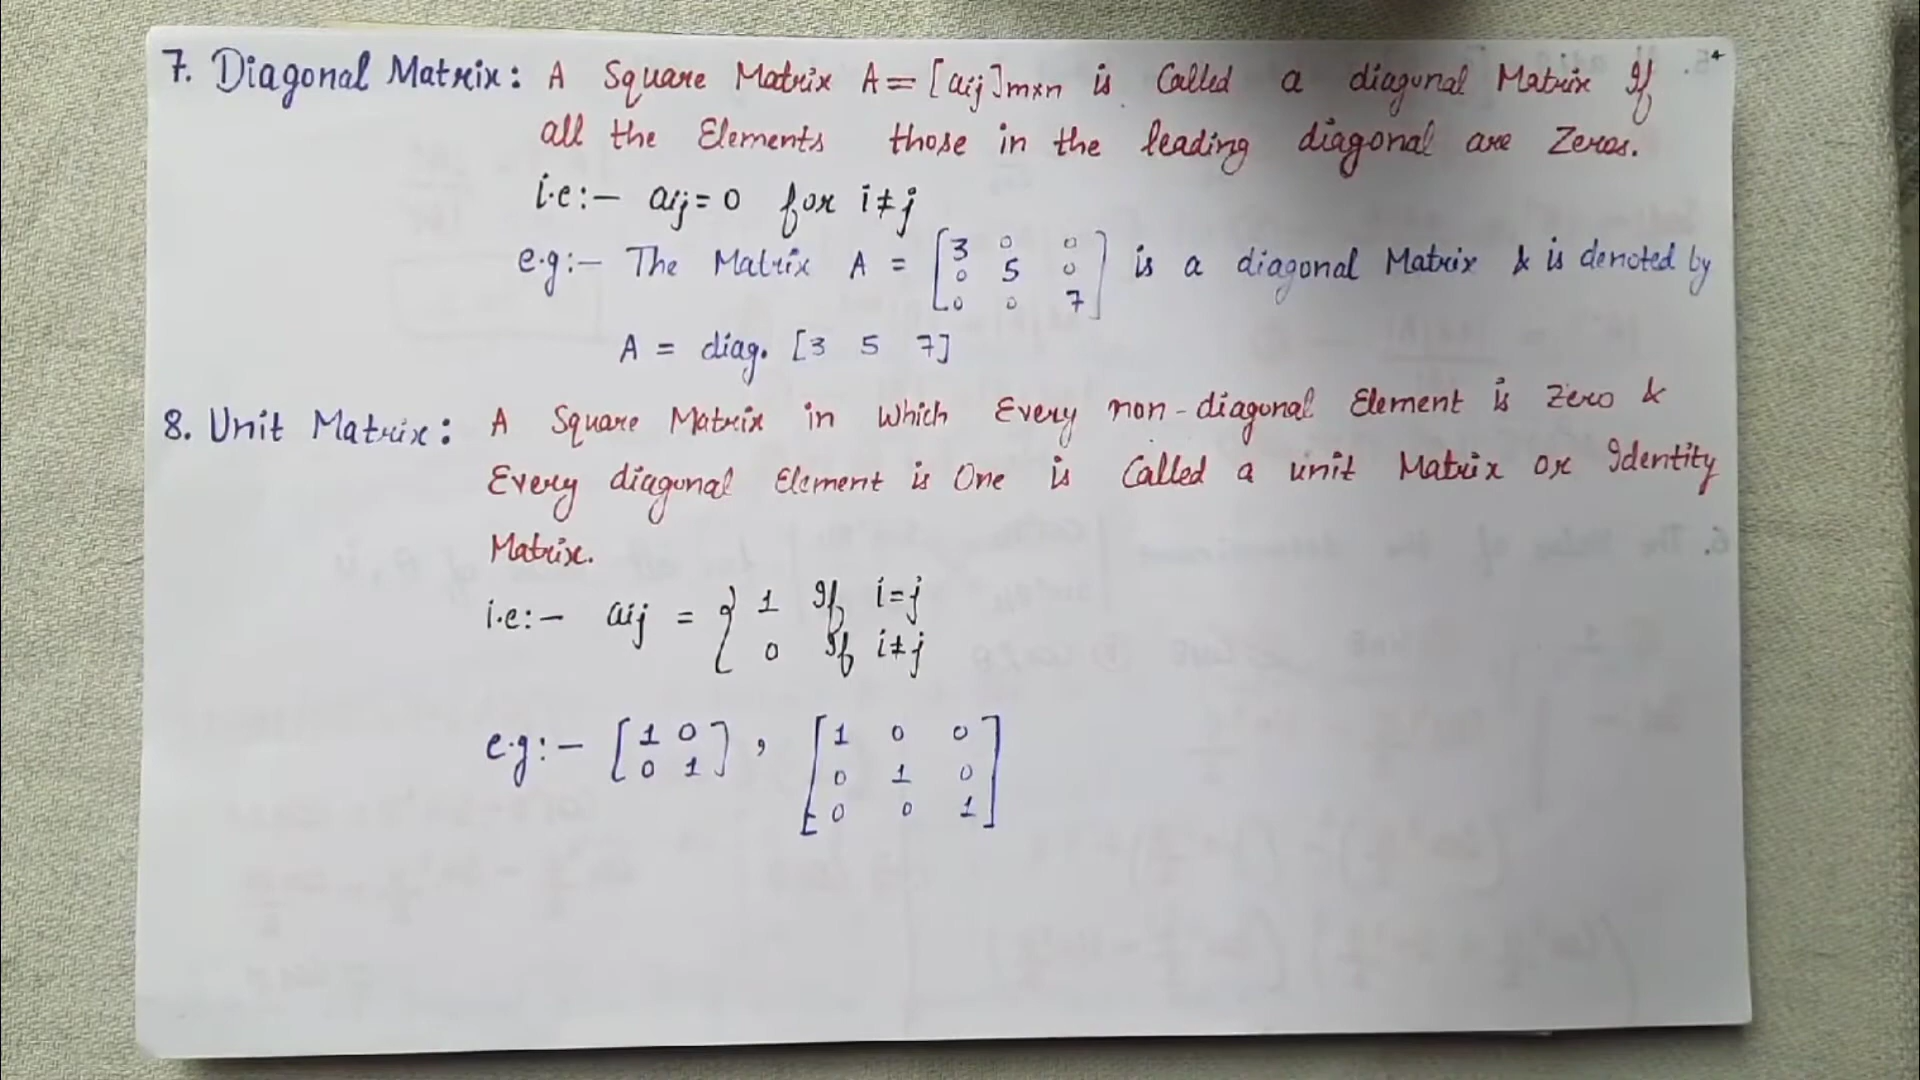 7. Diagonal Matrix: A Square Matrix A = [aij]m×n is Called a diagonal Matrix If
all the Elements those in the leading diagonal are Zeros.
i.e:- aij = 0 for i ≠ j
e.g:- The Matrix A = [3 0 0
0 5 0
0 0 7] is a diagonal Matrix & is denoted by
A = diag. [3 5 7]
8. Unit Matrix: A Square Matrix in Which Every non-diagonal Element is Zero &
Every diagonal Element is One is Called a unit Matrix or Identity
Matrix.
i.e:- aij = { 1 If i=j
0 If i≠j
e.g:- [1 0
0 1] , [1 0 0
0 1 0
0 0 1]